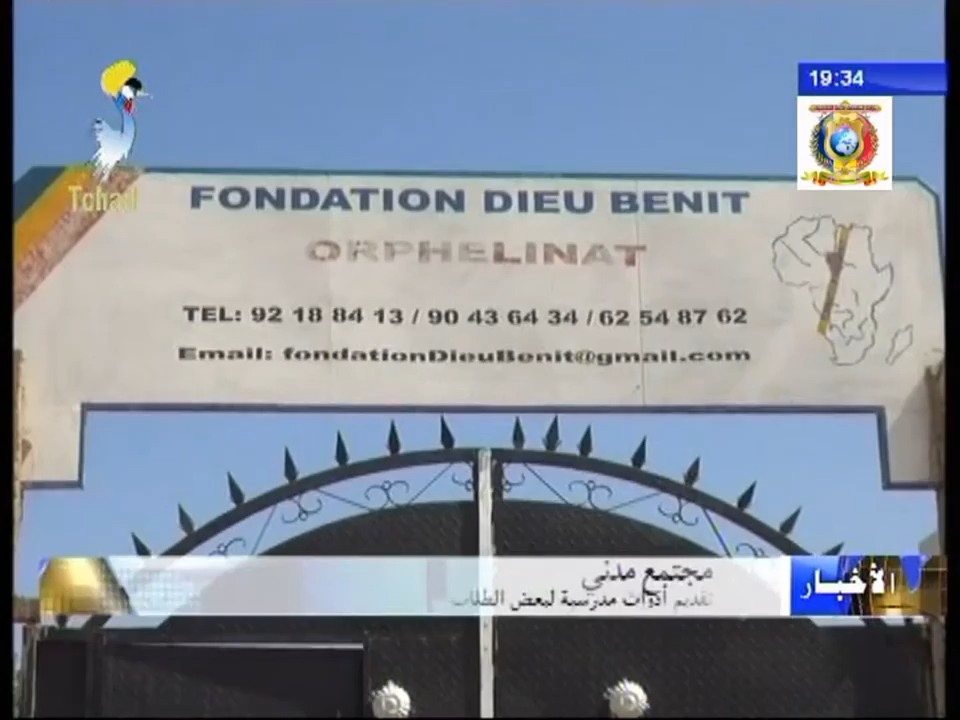 19:34
Tchad
FONDATION DIEU BENIT
ORPHELINAT
TEL: 92 18 84 13 / 90 43 64 34 / 62 54 87 62
Email: fondationDieuBenit@gmail.com
مجتمع مدني
تقديم أدوات مدرسية لبعض الطلاب
الأخبار